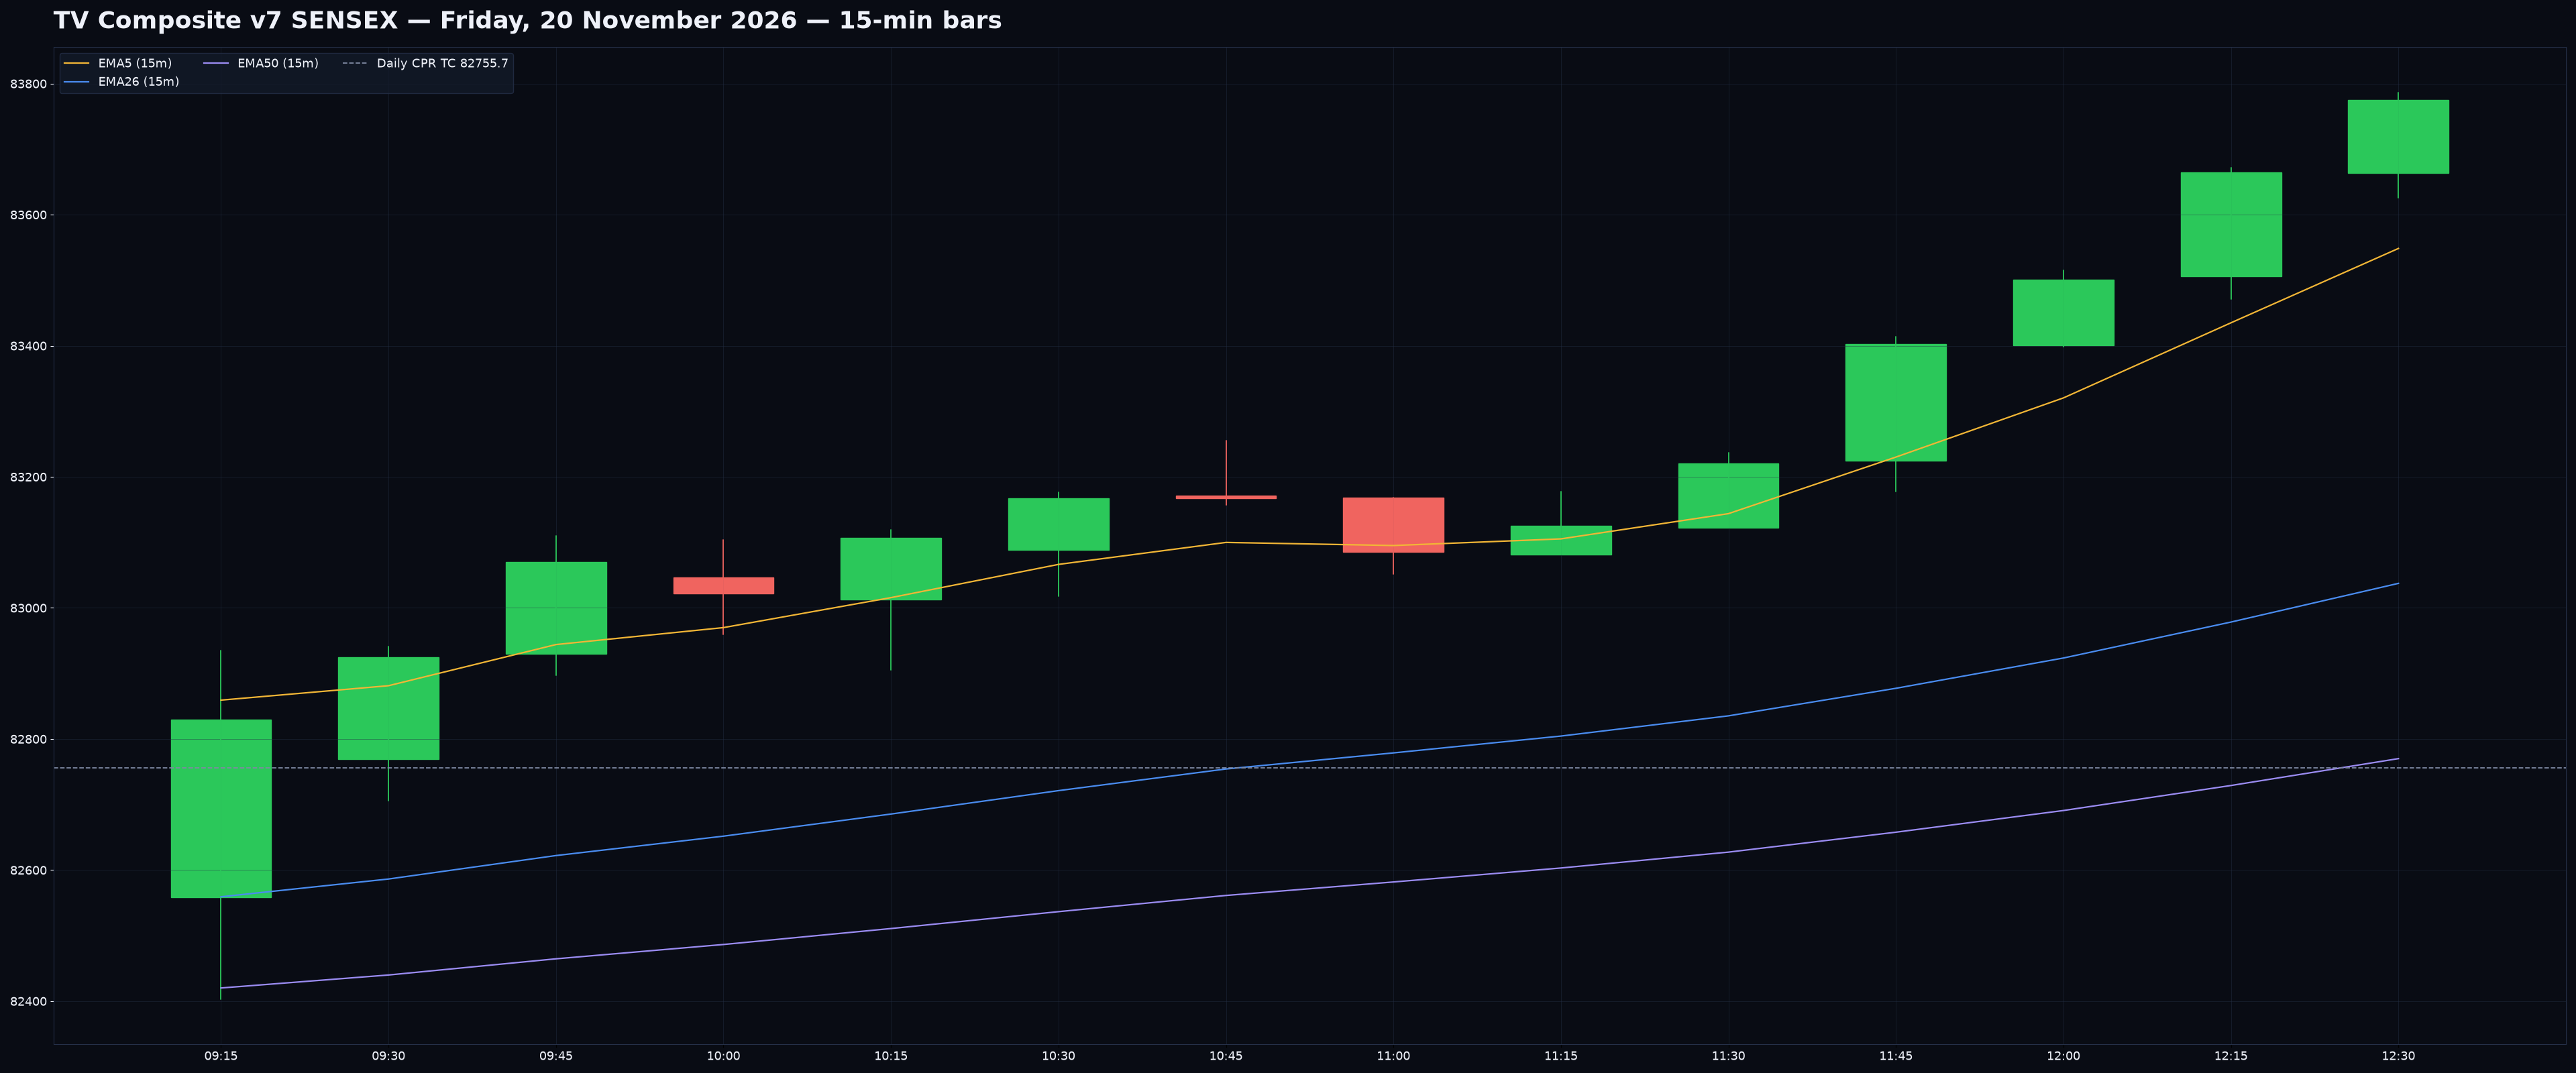 TV Composite v7 SENSEX — Friday, 20 November 2026 — 15-min bars
EMA5 (15m) EMA50 (15m) Daily CPR TC 82755.7
EMA26 (15m)
83800
83600
83400
83200
83000
82800
82600
82400
09:15 09:30 09:45 10:00 10:15 10:30 10:45 11:00 11:15 11:30 11:45 12:00 12:15 12:30